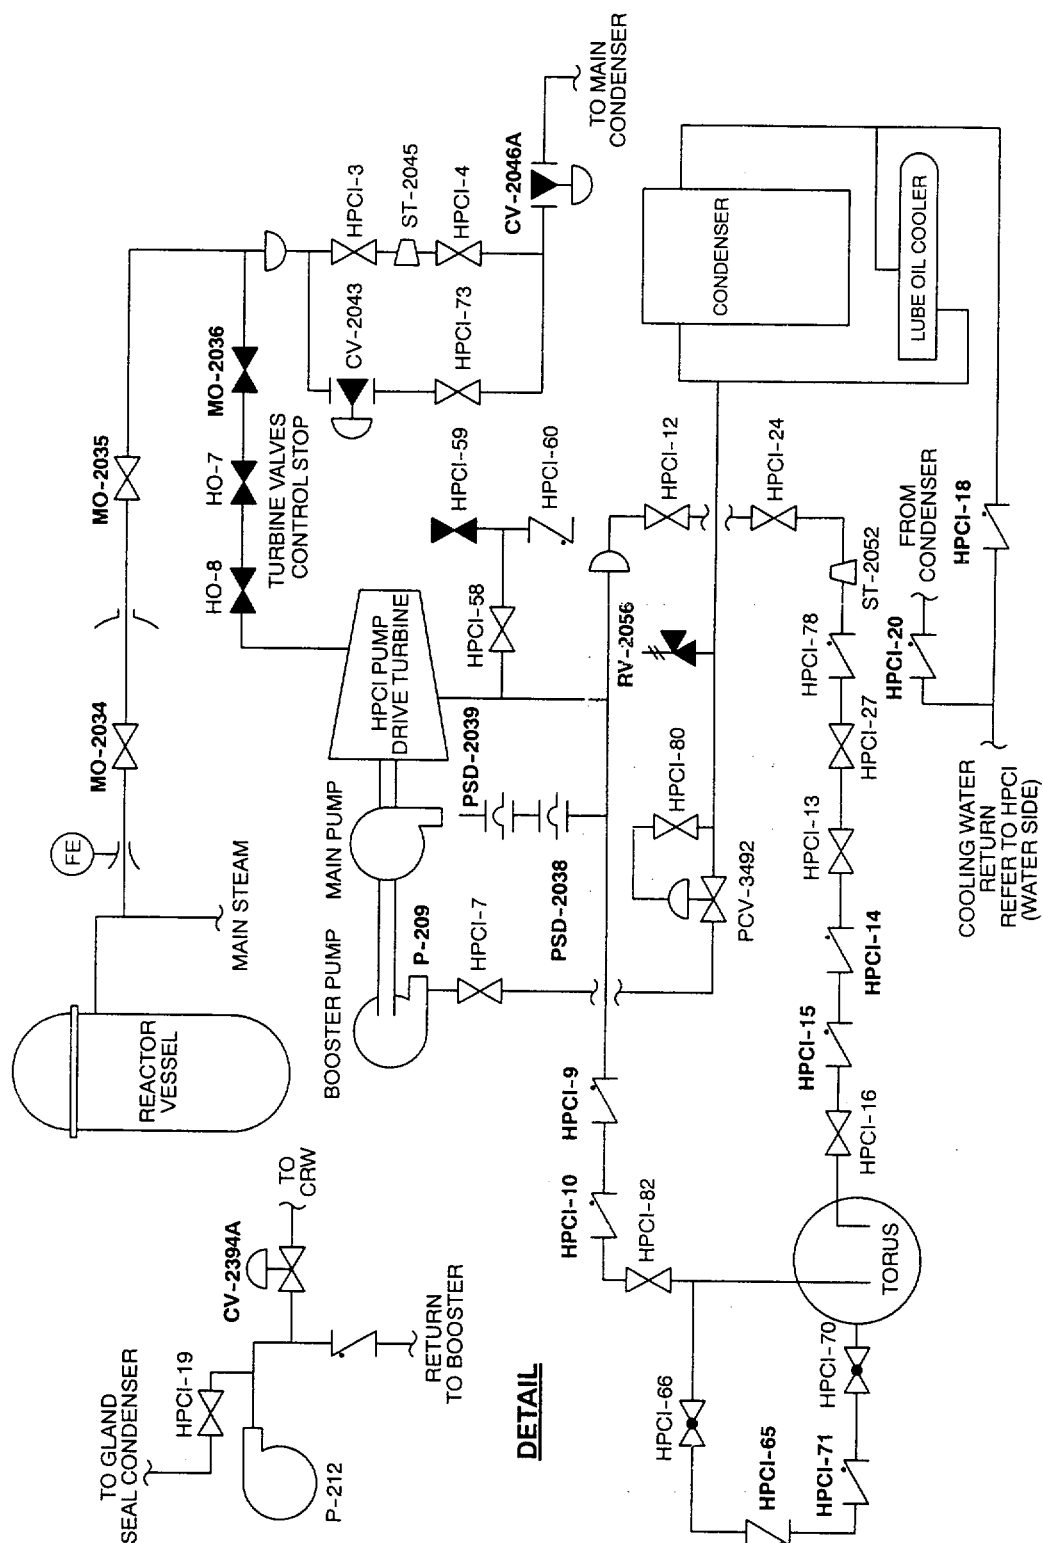 REACTOR
VESSEL
MAIN STEAM
FE
MO-2034
MO-2035
HO-8
HO-7
MO-2036
TURBINE VALVES
CONTROL STOP
HPCI-3
ST-2045
HPCI-4
CV-2043
HPCI-73
CV-2046A
TO MAIN
CONDENSER
BOOSTER PUMP
MAIN PUMP
HPCI PUMP
DRIVE TURBINE
P-209
HPCI-7
PSD-2039
PSD-2038
HPCI-58
HPCI-59
HPCI-60
HPCI-12
HPCI-24
RV-2056
HPCI-80
PCV-3492
CONDENSER
LUBE OIL COOLER
ST-2052
HPCI-78
HPCI-27
HPCI-13
HPCI-14
HPCI-15
HPCI-16
FROM
CONDENSER
HPCI-20
HPCI-18
COOLING WATER
RETURN
REFER TO HPCI
(WATER SIDE)
HPCI-9
HPCI-10
HPCI-82
TORUS
HPCI-66
HPCI-65
HPCI-70
HPCI-71
TO GLAND
SEAL CONDENSER
HPCI-19
P-212
CV-2394A
TO
CRW
RETURN
TO BOOSTER
DETAIL